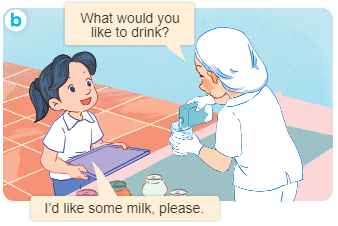 b
What would you
like to drink?
I'd like some milk, please.